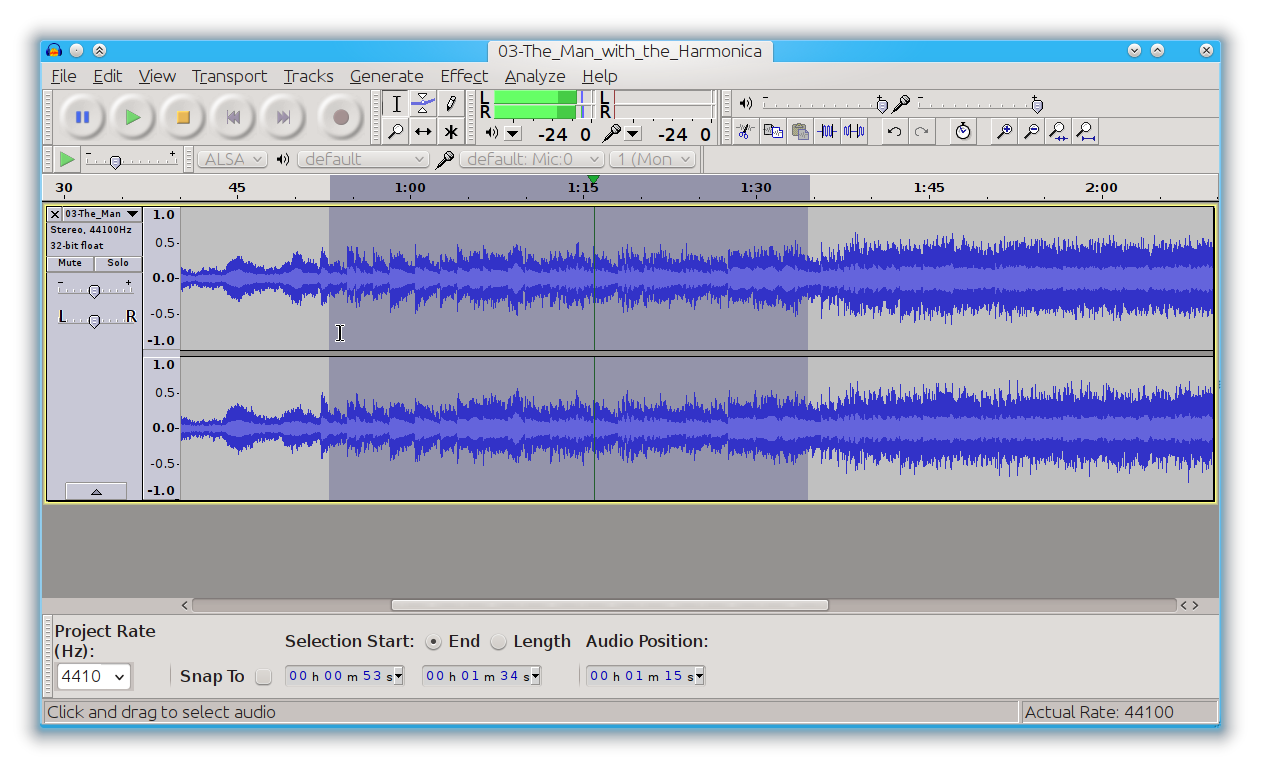 03-The_Man_with_the_Harmonica
File Edit View Transport Tracks Generate Effect Analyze Help
L
R
-24 0
L
R
-24 0
ALSA default default: Mic:0 1 (Mon
30 45 1:00 1:15 1:30 1:45 2:00
03-The_Man
Stereo, 44100Hz
32-bit float
Mute Solo
- +
L R
1.0
0.5-
0.0-
-0.5-
-1.0
1.0
0.5-
0.0-
-0.5-
-1.0
Project Rate
(Hz):
4410
Snap To
Selection Start: End Length Audio Position:
00 h 00 m 53 s 00 h 01 m 34 s 00 h 01 m 15 s
Click and drag to select audio
Actual Rate: 44100